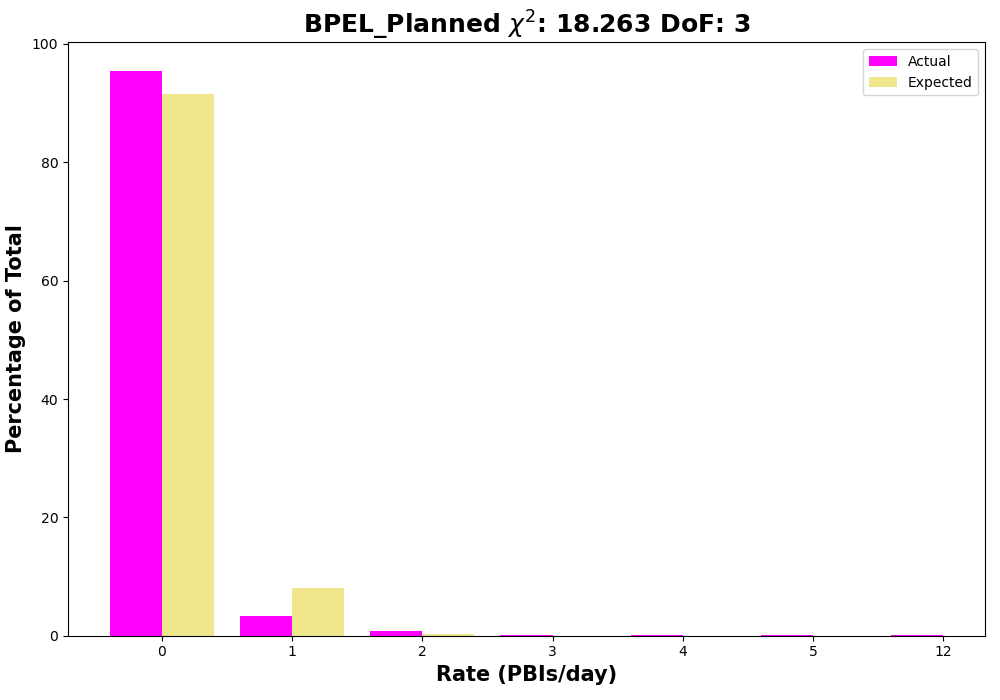 BPEL_Planned χ²: 18.263 DoF: 3
Actual
Expected
Percentage of Total
100
80
60
40
20
0
0 1 2 3 4 5 12
Rate (PBIs/day)